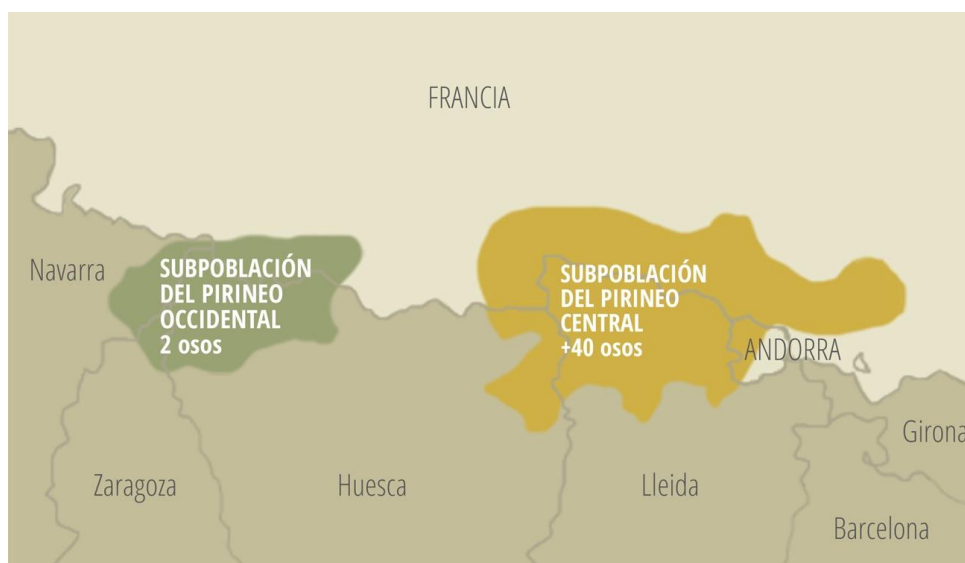 FRANCIA
Navarra
SUBPOBLACIÓN
DEL PIRINEO
OCCIDENTAL
2 osos
SUBPOBLACIÓN
DEL PIRINEO
CENTRAL
+40 osos
ANDORRA
Girona
Zaragoza
Huesca
Lleida
Barcelona